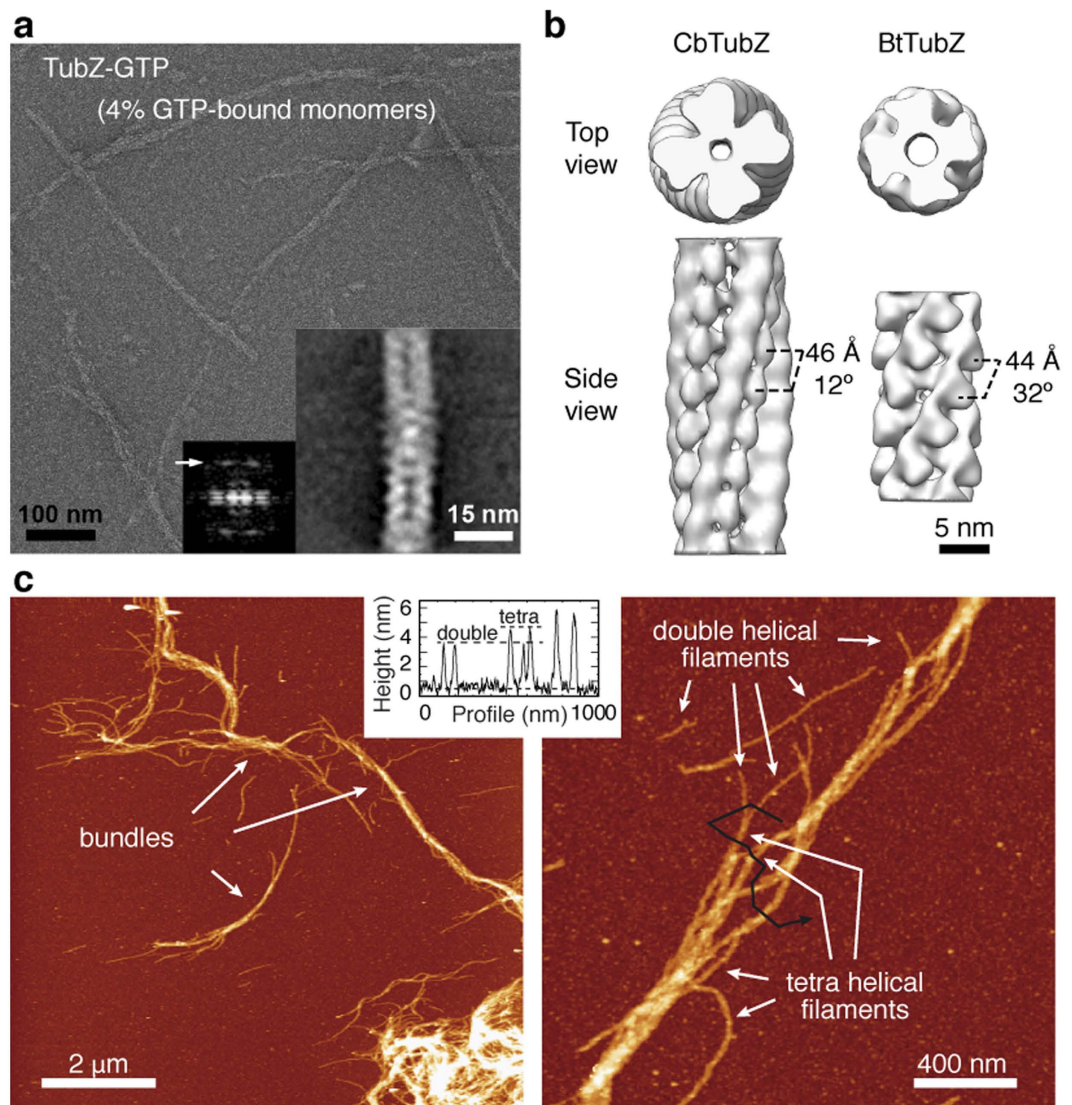 a
TubZ-GTP
(4% GTP-bound monomers)
100 nm
15 nm
b
CbTubZ
BtTubZ
Top
view
Side
view
46 Å
12º
44 Å
32º
5 nm
c
bundles
2 µm
Height (nm)
6
4
2
0
double
tetra
0
Profile (nm)
1000
double helical
filaments
tetra helical
filaments
400 nm